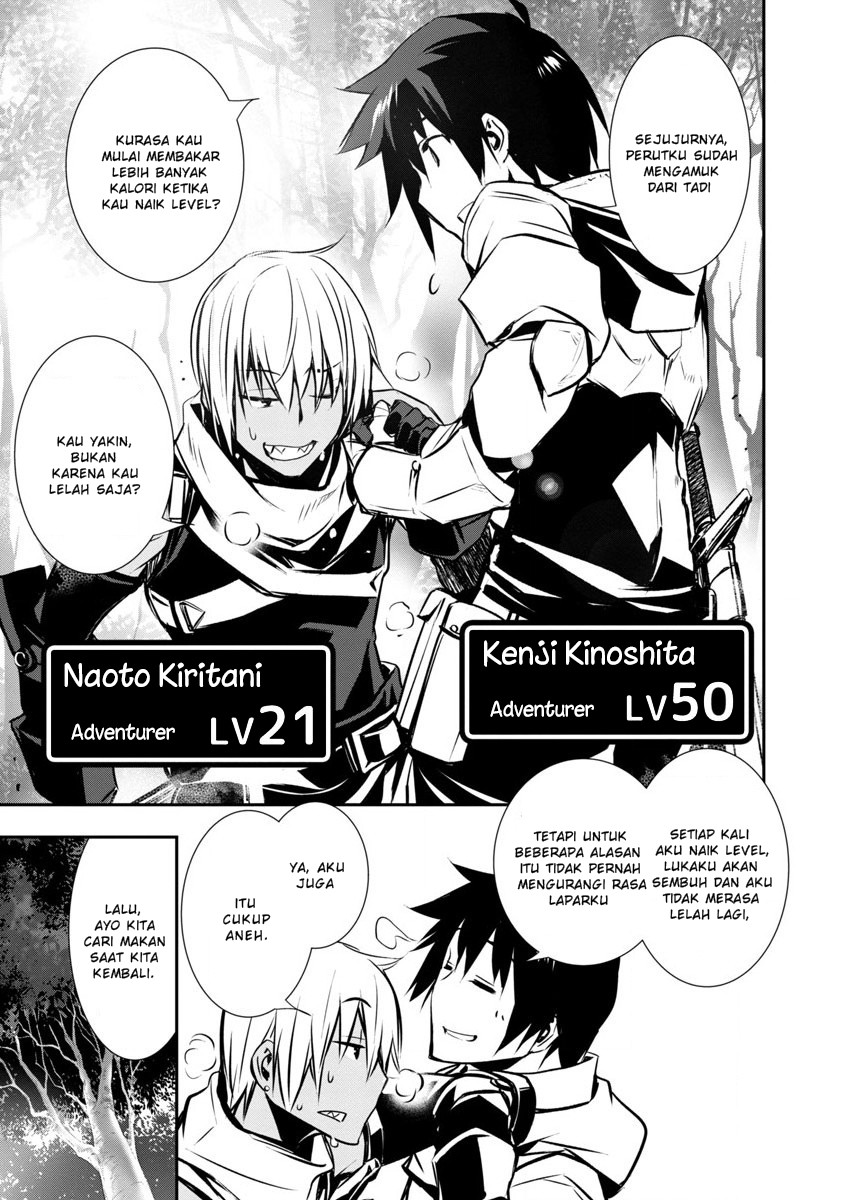 SEJUJURNYA,
PERUTKU SUDAH
MENGAMUK
DARI TADI
KURASA KAU
MULAI MEMBAKAR
LEBIH BANYAK
KALORI KETIKA
KAU NAIK LEVEL?
KAU YAKIN,
BUKAN
KARENA KAU
LELAH SAJA?
Kenji Kinoshita
Adventurer LV50
Naoto Kiritani
Adventurer LV21
SETIAP KALI
AKU NAIK LEVEL,
LUKAKU AKAN
SEMBUH DAN AKU
TIDAK MERASA
LELAH LAGI,
TETAPI UNTUK
BEBERAPA ALASAN
ITU TIDAK PERNAH
MENGURANGI RASA
LAPARKU
YA, AKU
JUGA
ITU
CUKUP
ANEH.
LALU,
AYO KITA
CARI MAKAN
SAAT KITA
KEMBALI.